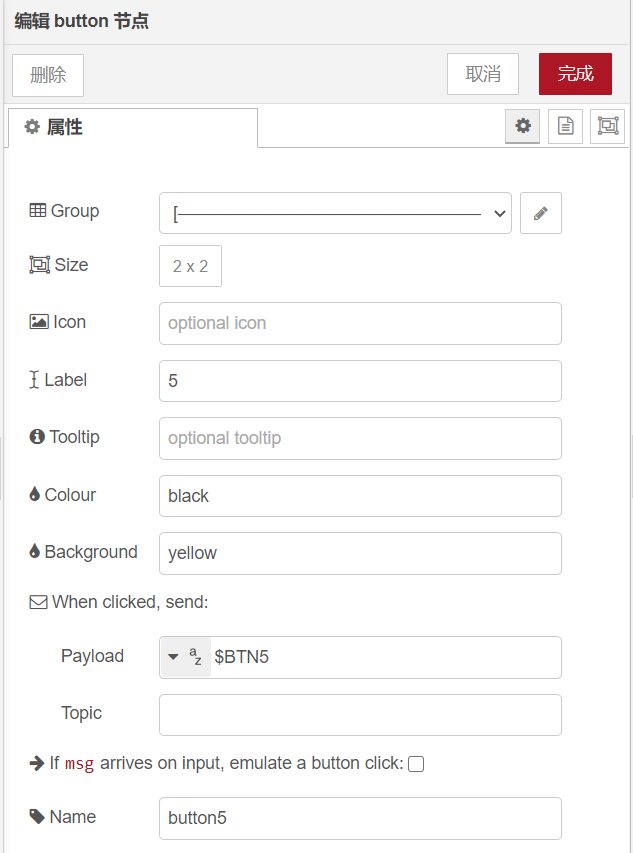 编辑 button 节点
删除 取消 完成
属性
Group [————————————————————
Size 2 x 2
Icon optional icon
Label 5
Tooltip optional tooltip
Colour black
Background yellow
When clicked, send:
Payload a z $BTN5
Topic
If msg arrives on input, emulate a button click:
Name button5